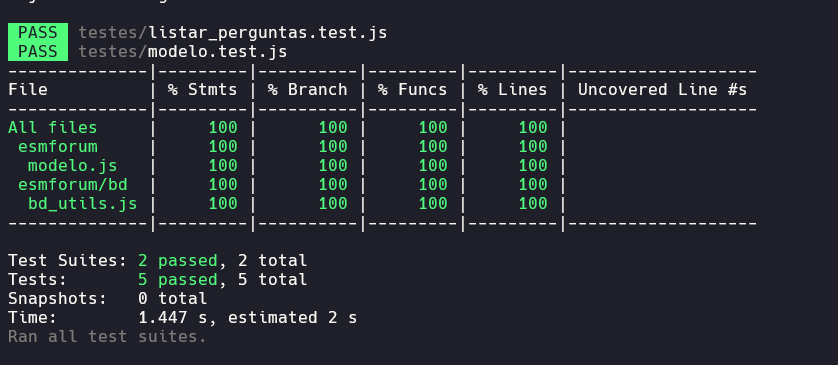 PASS testes/listar_perguntas.test.js
PASS testes/modelo.test.js
---------------|---------|----------|---------|---------|-------------------
File           | % Stmts | % Branch | % Funcs | % Lines | Uncovered Line #s
---------------|---------|----------|---------|---------|-------------------
All files      |     100 |      100 |     100 |     100 |
 esmforum      |     100 |      100 |     100 |     100 |
  modelo.js    |     100 |      100 |     100 |     100 |
 esmforum/bd   |     100 |      100 |     100 |     100 |
  bd_utils.js  |     100 |      100 |     100 |     100 |
---------------|---------|----------|---------|---------|-------------------
Test Suites: 2 passed, 2 total
Tests:       5 passed, 5 total
Snapshots:   0 total
Time:        1.447 s, estimated 2 s
Ran all test suites.